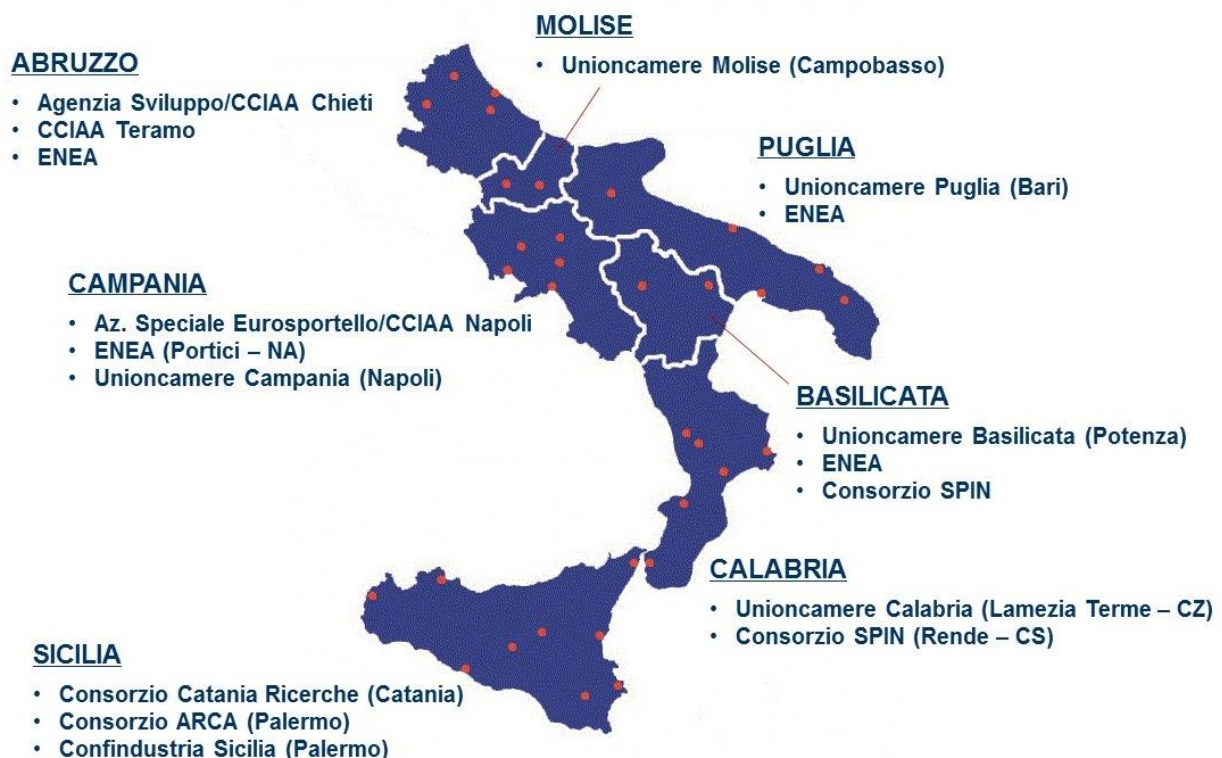 MOLISE
• Unioncamere Molise (Campobasso)
ABRUZZO
• Agenzia Sviluppo/CCIAA Chieti
• CCIAA Teramo
• ENEA
PUGLIA
• Unioncamere Puglia (Bari)
• ENEA
CAMPANIA
• Az. Speciale Eurosportello/CCIAA Napoli
• ENEA (Portici – NA)
• Unioncamere Campania (Napoli)
BASILICATA
• Unioncamere Basilicata (Potenza)
• ENEA
• Consorzio SPIN
CALABRIA
• Unioncamere Calabria (Lamezia Terme – CZ)
• Consorzio SPIN (Rende – CS)
SICILIA
• Consorzio Catania Ricerche (Catania)
• Consorzio ARCA (Palermo)
• Confindustria Sicilia (Palermo)